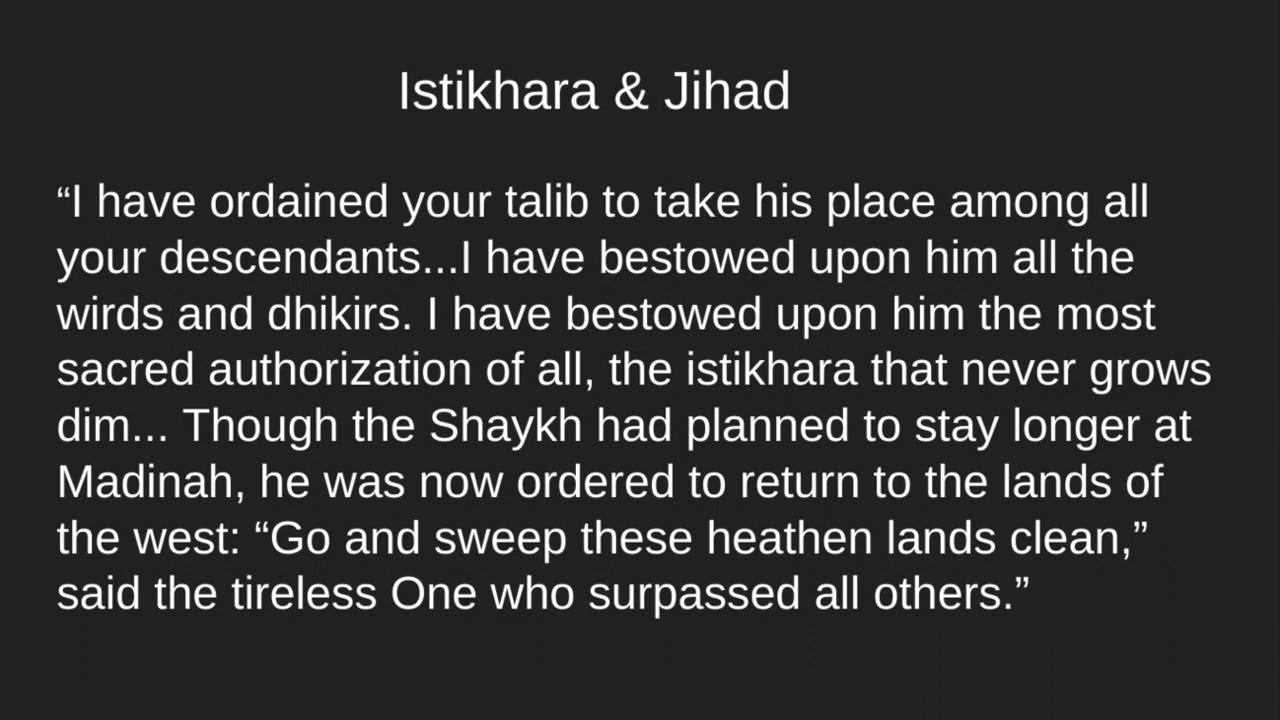 Istikhara & Jihad
“I have ordained your talib to take his place among all
your descendants...I have bestowed upon him all the
wirds and dhikirs. I have bestowed upon him the most
sacred authorization of all, the istikhara that never grows
dim... Though the Shaykh had planned to stay longer at
Madinah, he was now ordered to return to the lands of
the west: “Go and sweep these heathen lands clean,”
said the tireless One who surpassed all others.”